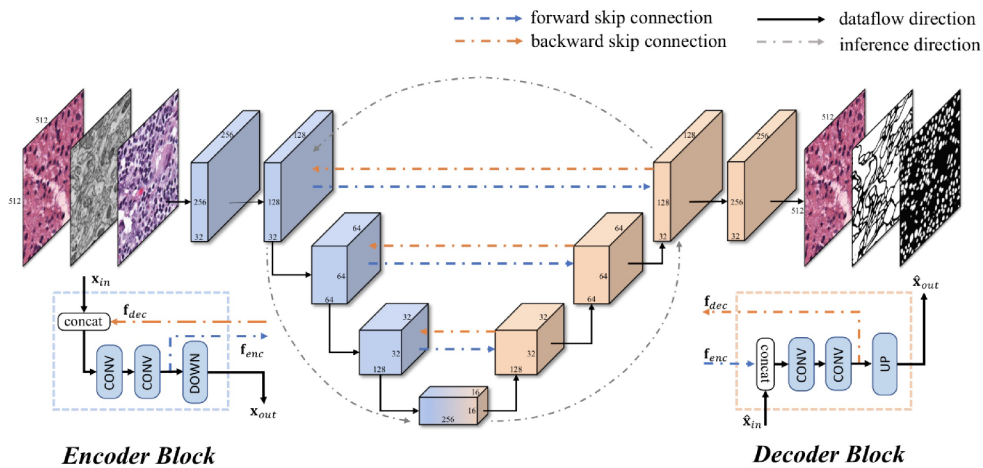 forward skip connection
dataflow direction
backward skip connection
inference direction
512
512
256
256
32
128
128
32
64
64
64
32
32
128
16
16
256
32
32
128
64
64
64
128
128
32
256
256
32
512
512
x_in
concat
f_dec
f_enc
CONV
CONV
DOWN
x_out
Encoder Block
x̂_out
f_dec
f_enc
concat
CONV
CONV
UP
x̂_in
Decoder Block